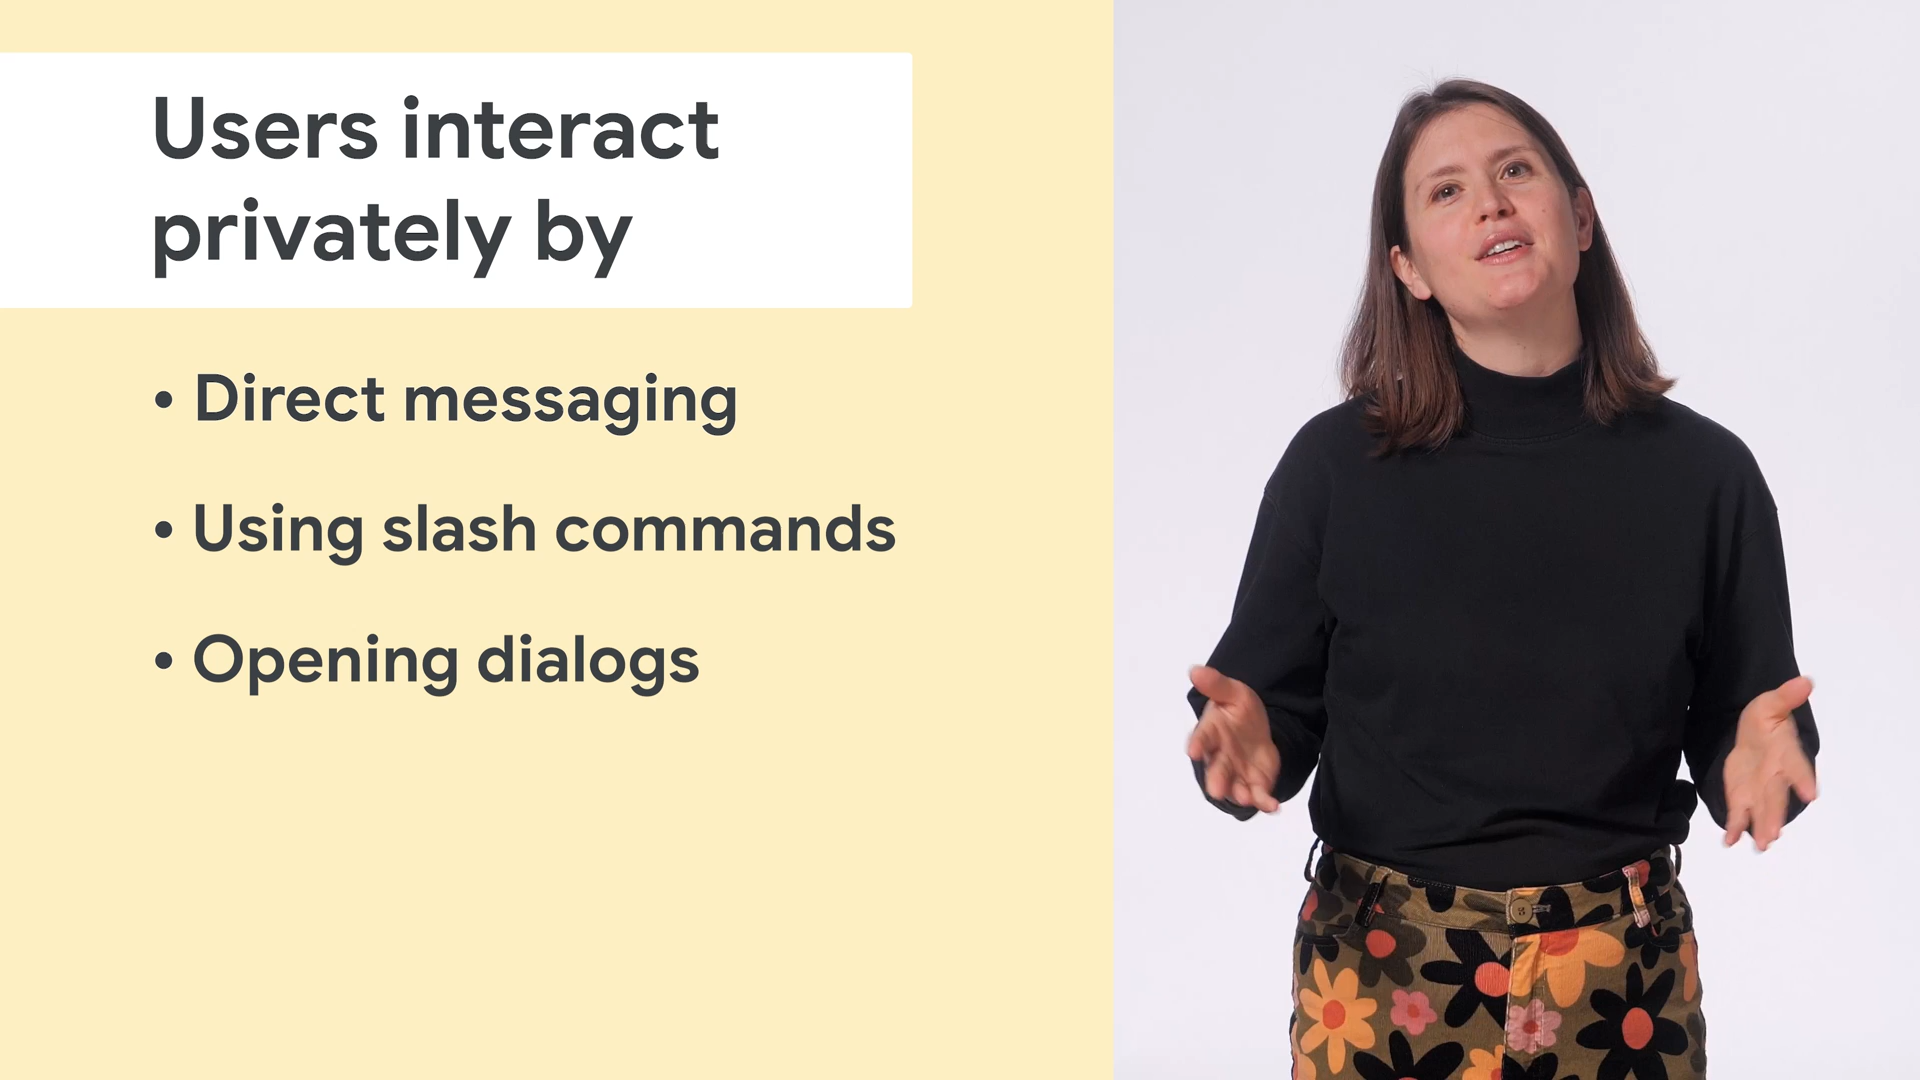 Users interact
privately by
• Direct messaging
• Using slash commands
• Opening dialogs